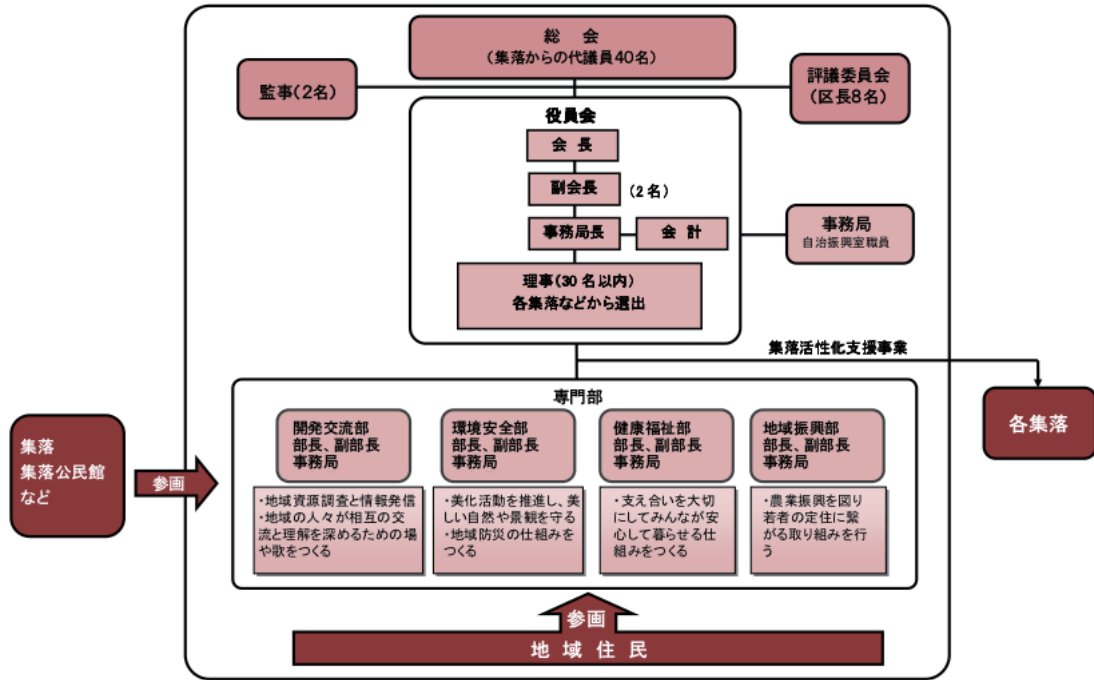 総　会
(集落からの代議員40名)
監事(2名)
評議委員会
(区長8名)
役員会
会 長
副会長
(2名)
事務局長
会 計
事務局
自治振興室職員
理事(30名以内)
各集落などから選出
集落活性化支援事業
各集落
専門部
集落
集落公民館
など
参画
開発交流部
部長、副部長
事務局
環境安全部
部長、副部長
事務局
健康福祉部
部長、副部長
事務局
地域振興部
部長、副部長
事務局
・地域資源調査と情報発信
・地域の人々が相互の交
流と理解を深めるための場
や歌をつくる
・美化活動を推進し、美
しい自然や景観を守る
・地域防災の仕組みを
つくる
・支え合いを大切
にしてみんなが安
心して暮らせる仕
組みをつくる
・農業振興を図り
若者の定住に繋
がる取り組みを行
う
参画
地 域 住 民